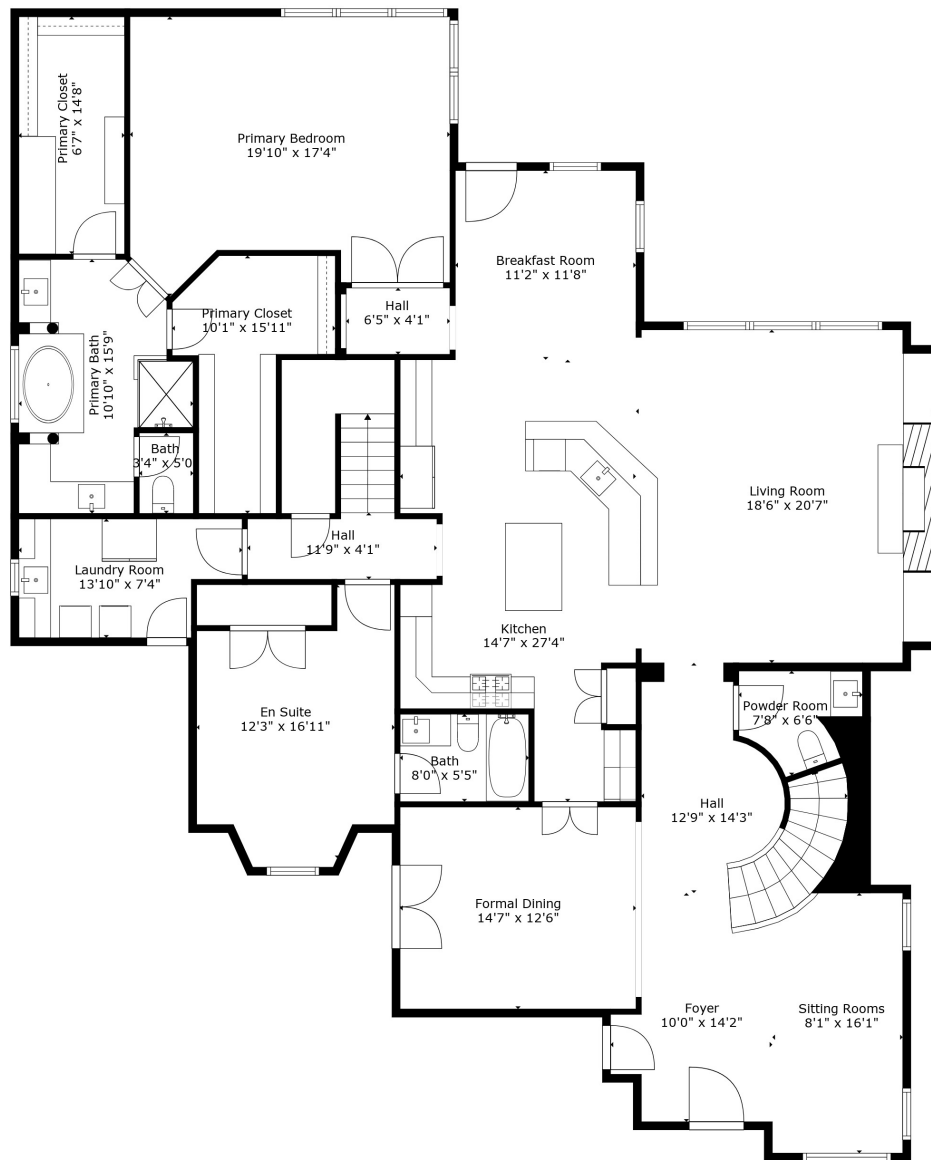 Primary Closet
6'7" x 14'8"
Primary Bedroom
19'10" x 17'4"
Breakfast Room
11'2" x 11'8"
Primary Closet
10'1" x 15'11"
Hall
6'5" x 4'1"
Primary Bath
10'10" x 15'9"
Bath
3'4" x 5'0
Living Room
18'6" x 20'7"
Hall
11'9" x 4'1"
Laundry Room
13'10" x 7'4"
Kitchen
14'7" x 27'4"
En Suite
12'3" x 16'11"
Powder Room
7'8" x 6'6"
Bath
8'0" x 5'5"
Hall
12'9" x 14'3"
Formal Dining
14'7" x 12'6"
Foyer
10'0" x 14'2"
Sitting Rooms
8'1" x 16'1"